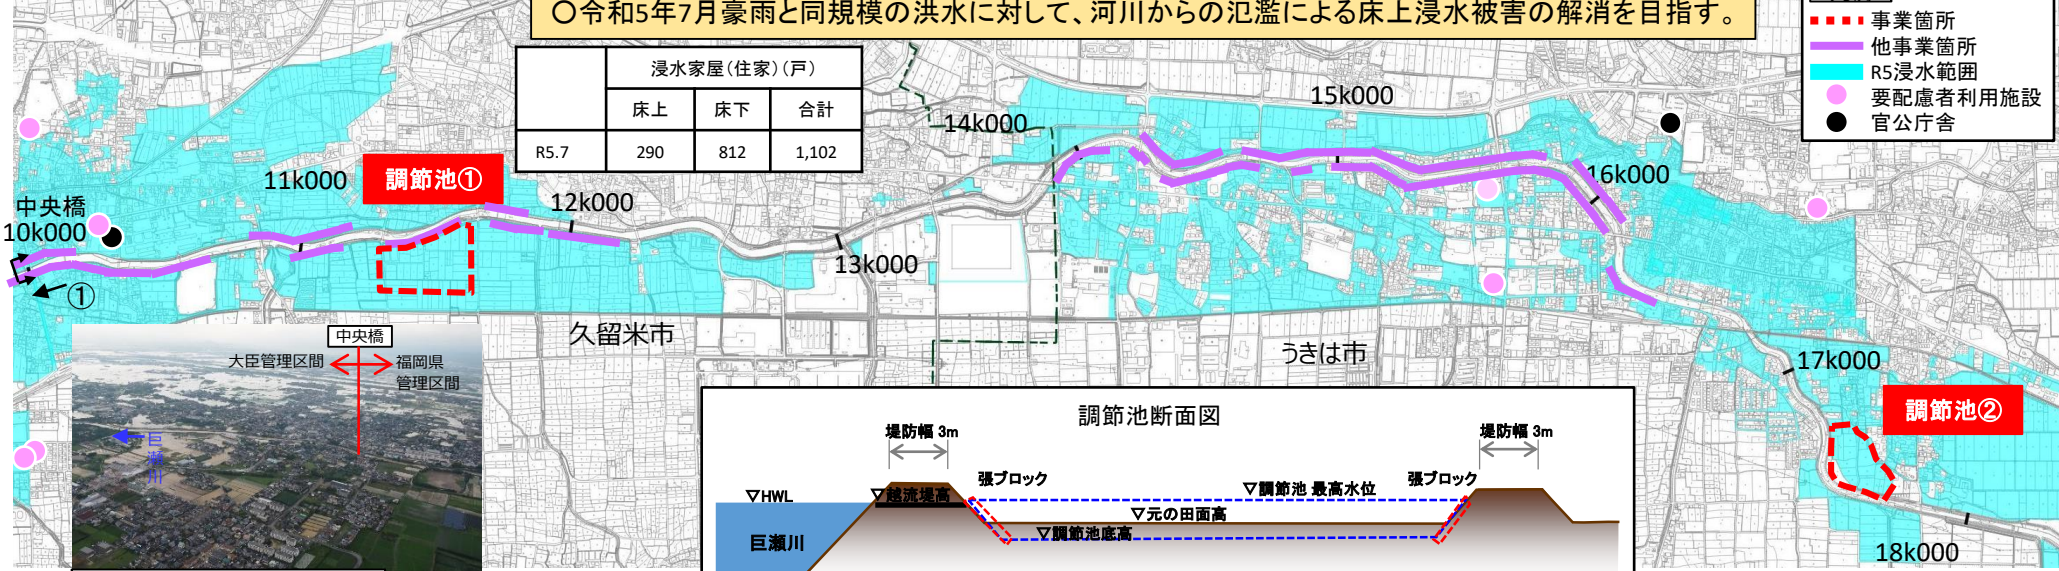 〇令和5年7月豪雨と同規模の洪水に対して、河川からの氾濫による床上浸水被害の解消を目指す。
事業箇所
他事業箇所
R5浸水範囲
要配慮者利用施設
官公庁舎
浸水家屋(住家)(戸)
床上 床下 合計
R5.7 290 812 1,102
15k000
14k000
調節池①
11k000
12k000
16k000
中央橋
10k000
13k000
①
久留米市
うきは市
17k000
調節池②
18k000
中央橋
大臣管理区間
福岡県
管理区間
巨瀬川
調節池断面図
堤防幅 3m
堤防幅 3m
張ブロック
張ブロック
▽HWL
▽越流堤高
▽調節池 最高水位
▽元の田面高
▽調節池底高
巨瀬川